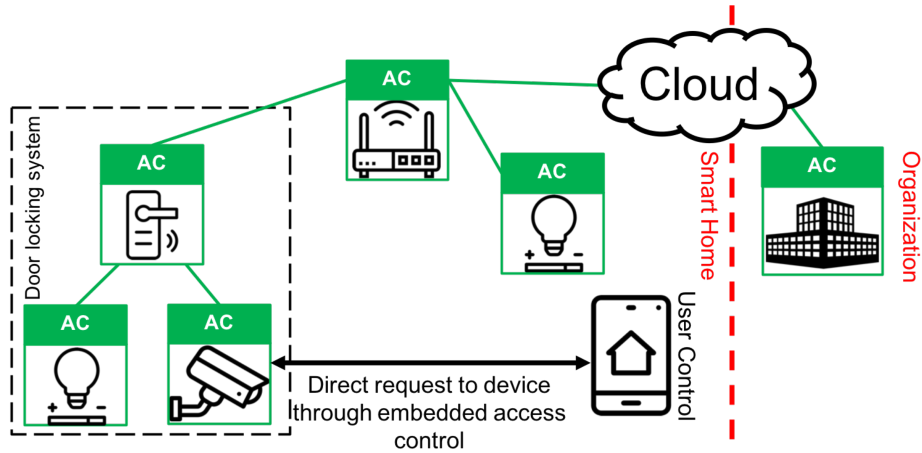 AC
Cloud
Door locking system
AC
AC
AC
Smart Home
Organization
AC
AC
User Control
Direct request to device
through embedded access
control